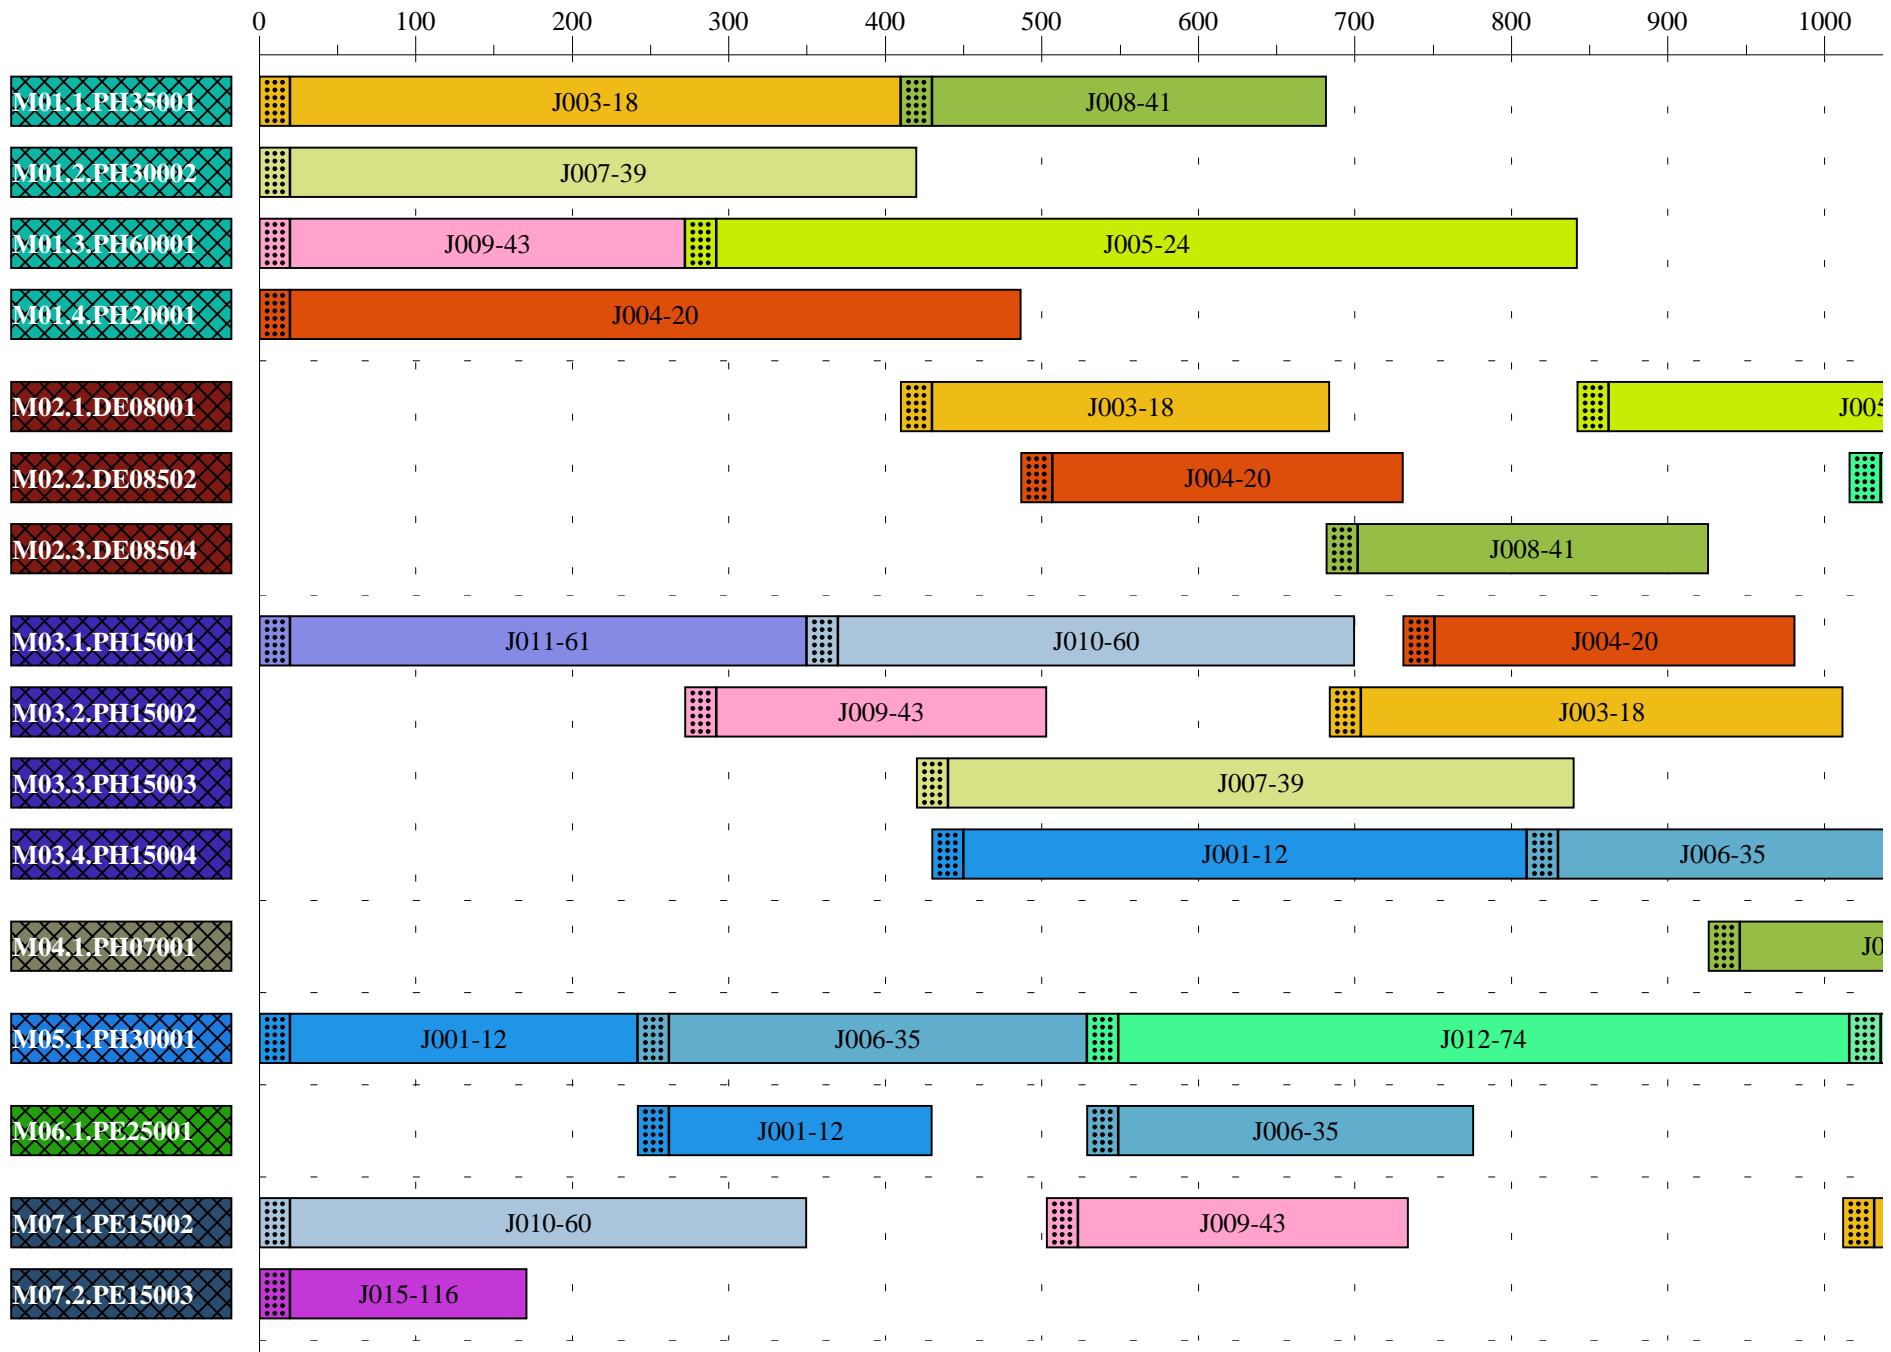 0 100 200 300 400 500 600 700 800 900 1000
M01.1.PH35001 J003-18 J008-41
M01.2.PH30002 J007-39
M01.3.PH60001 J009-43 J005-24
M01.4.PH20001 J004-20
M02.1.DE08001 J003-18 J005
M02.2.DE08502 J004-20
M02.3.DE08504 J008-41
M03.1.PH15001 J011-61 J010-60 J004-20
M03.2.PH15002 J009-43 J003-18
M03.3.PH15003 J007-39
M03.4.PH15004 J001-12 J006-35
M04.1.PH07001 J0
M05.1.PH30001 J001-12 J006-35 J012-74
M06.1.PE25001 J001-12 J006-35
M07.1.PE15002 J010-60 J009-43
M07.2.PE15003 J015-116